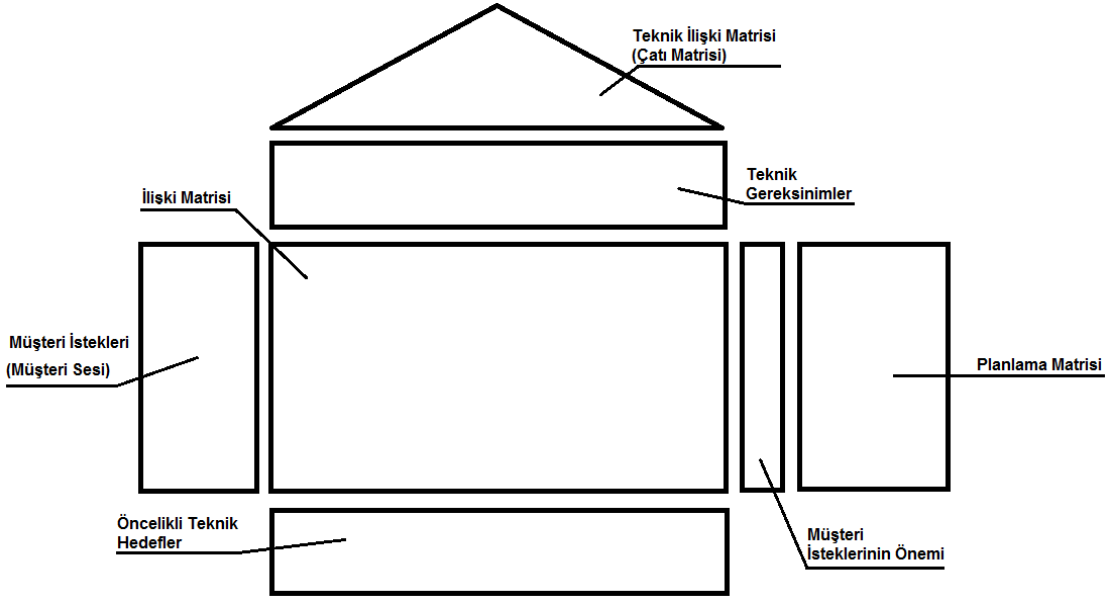 Teknik İlişki Matrisi
(Çatı Matrisi)
Teknik
Gereksinimler
İlişki Matrisi
Müşteri İstekleri
(Müşteri Sesi)
Planlama Matrisi
Öncelikli Teknik
Hedefler
Müşteri
İsteklerinin Önemi